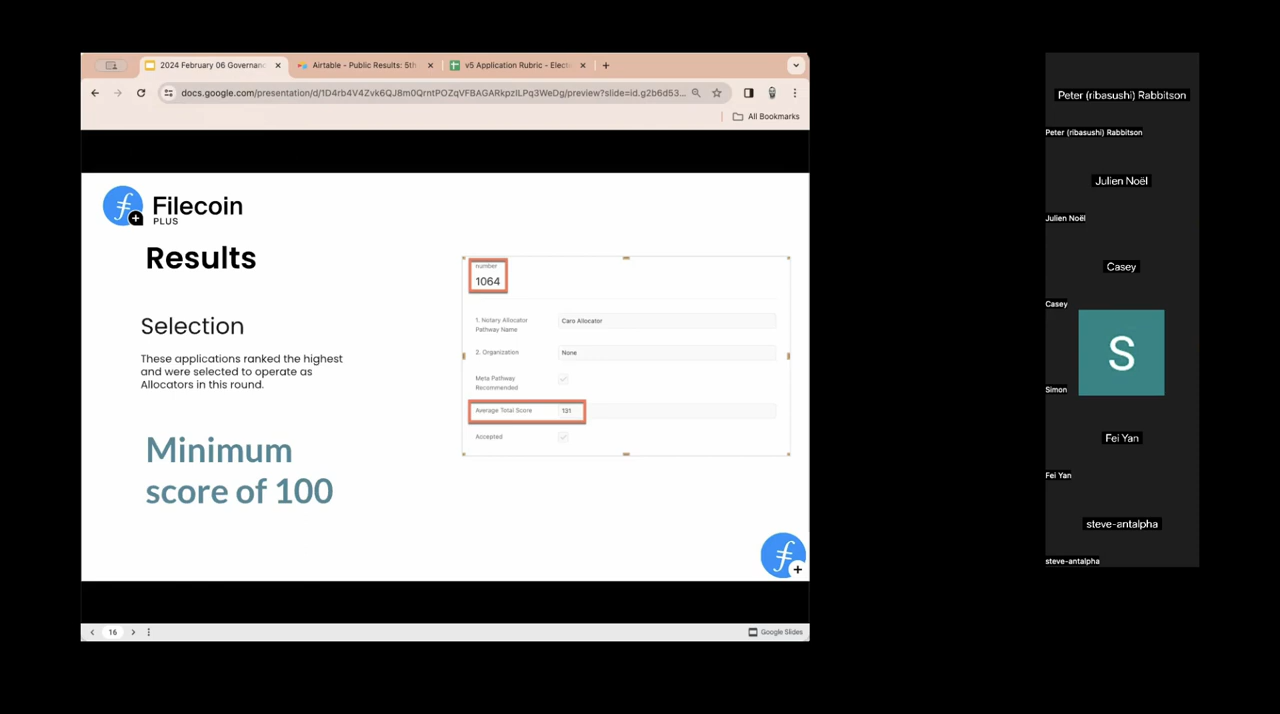 2024 February 06 Governanc
Airtable - Public Results: 5th
v5 Application Rubric - Elect
docs.google.com/presentation/d/1D4rb4V4Zvk6QJ8m0QrntPOZqVFBAGARkpzILPq3WeDg/preview?slide=id.g2b6d53...
All Bookmarks
Filecoin
PLUS
Results
Selection
These applications ranked the highest
and were selected to operate as
Allocators in this round.
Minimum
score of 100
number
1064
1. Notary Allocator
Pathway Name
Caro Allocator
2. Organization
None
Meta Pathway
Recommended
Average Total Score
131
Accepted
16
Google Slides
Peter (ribasushi) Rabbitson
Peter (ribasushi) Rabbitson
Julien Noël
Julien Noël
Casey
Casey
S
Simon
Fei Yan
Fei Yan
steve-antalpha
steve-antalpha